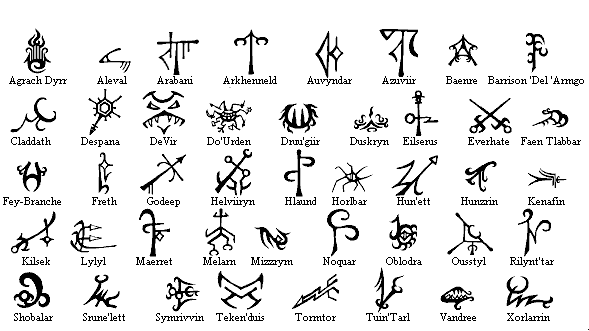 Agrach Dyrr Aleval Arabani Arkhenneld Auvyndar Azuviir Baenre Barrison 'Del 'Armgo
Claddath Despana DeVir Do'Urden Druu'giir Duskryn Eilserus Everhate Faen Tlabbar
Fey-Branche Freth Godeep Helviiryn Hlaund Horlbar Hun'ett Hunzrin Kenafin
Kilsek Lylyl Maerret Melarn Mizzrym Noquar Oblodra Ousstyl Rilynt'tar
Shobalar Srune'lett Symrivvin Teken'duis Tormtor Tuin'Tarl Vandree Xorlarrin